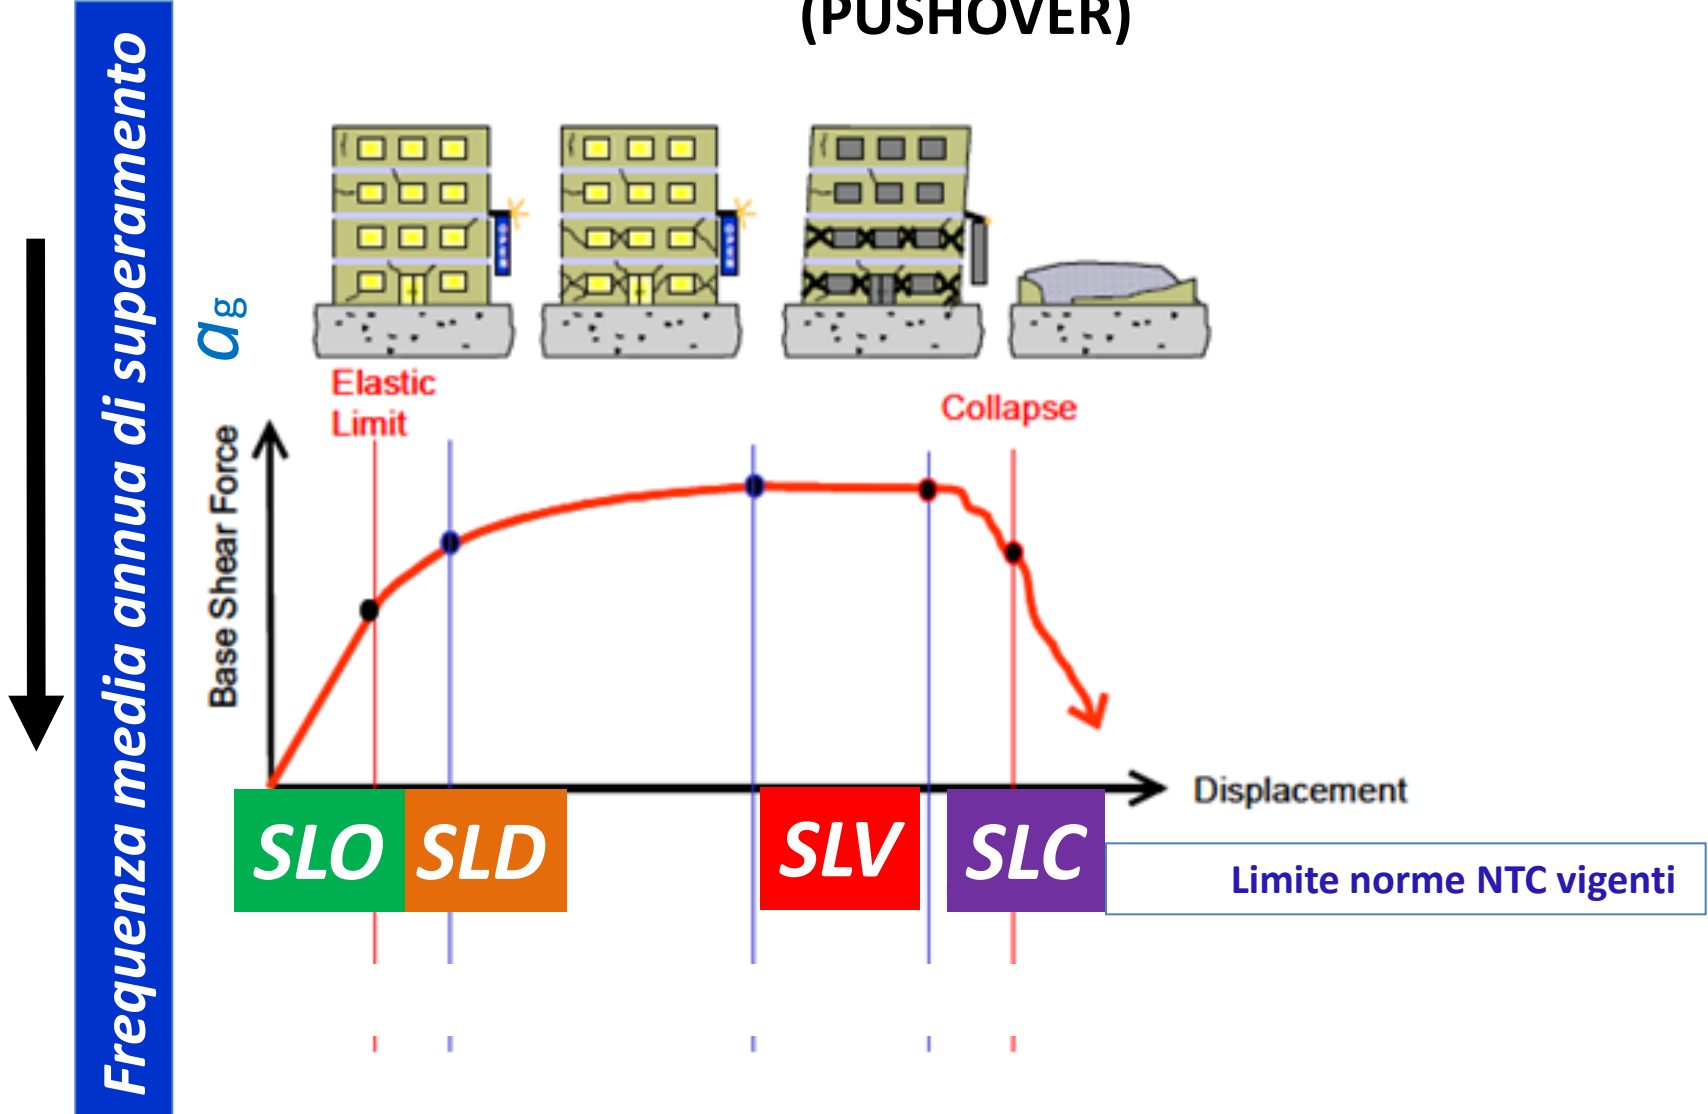 (PUSHOVER)
Frequenza media annua di superamento
ag
Elastic
Limit
Collapse
Base Shear Force
Displacement
SLO SLD SLV SLC
Limite norme NTC vigenti